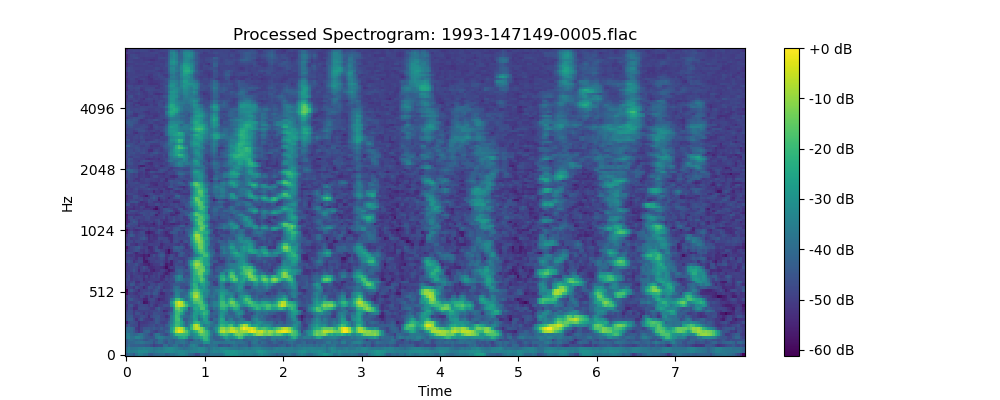 Processed Spectrogram: 1993-147149-0005.flac
+0 dB
4096
-10 dB
-20 dB
2048
-30 dB
Hz
1024
-40 dB
512
-50 dB
0
-60 dB
0 1 2 3 4 5 6 7
Time